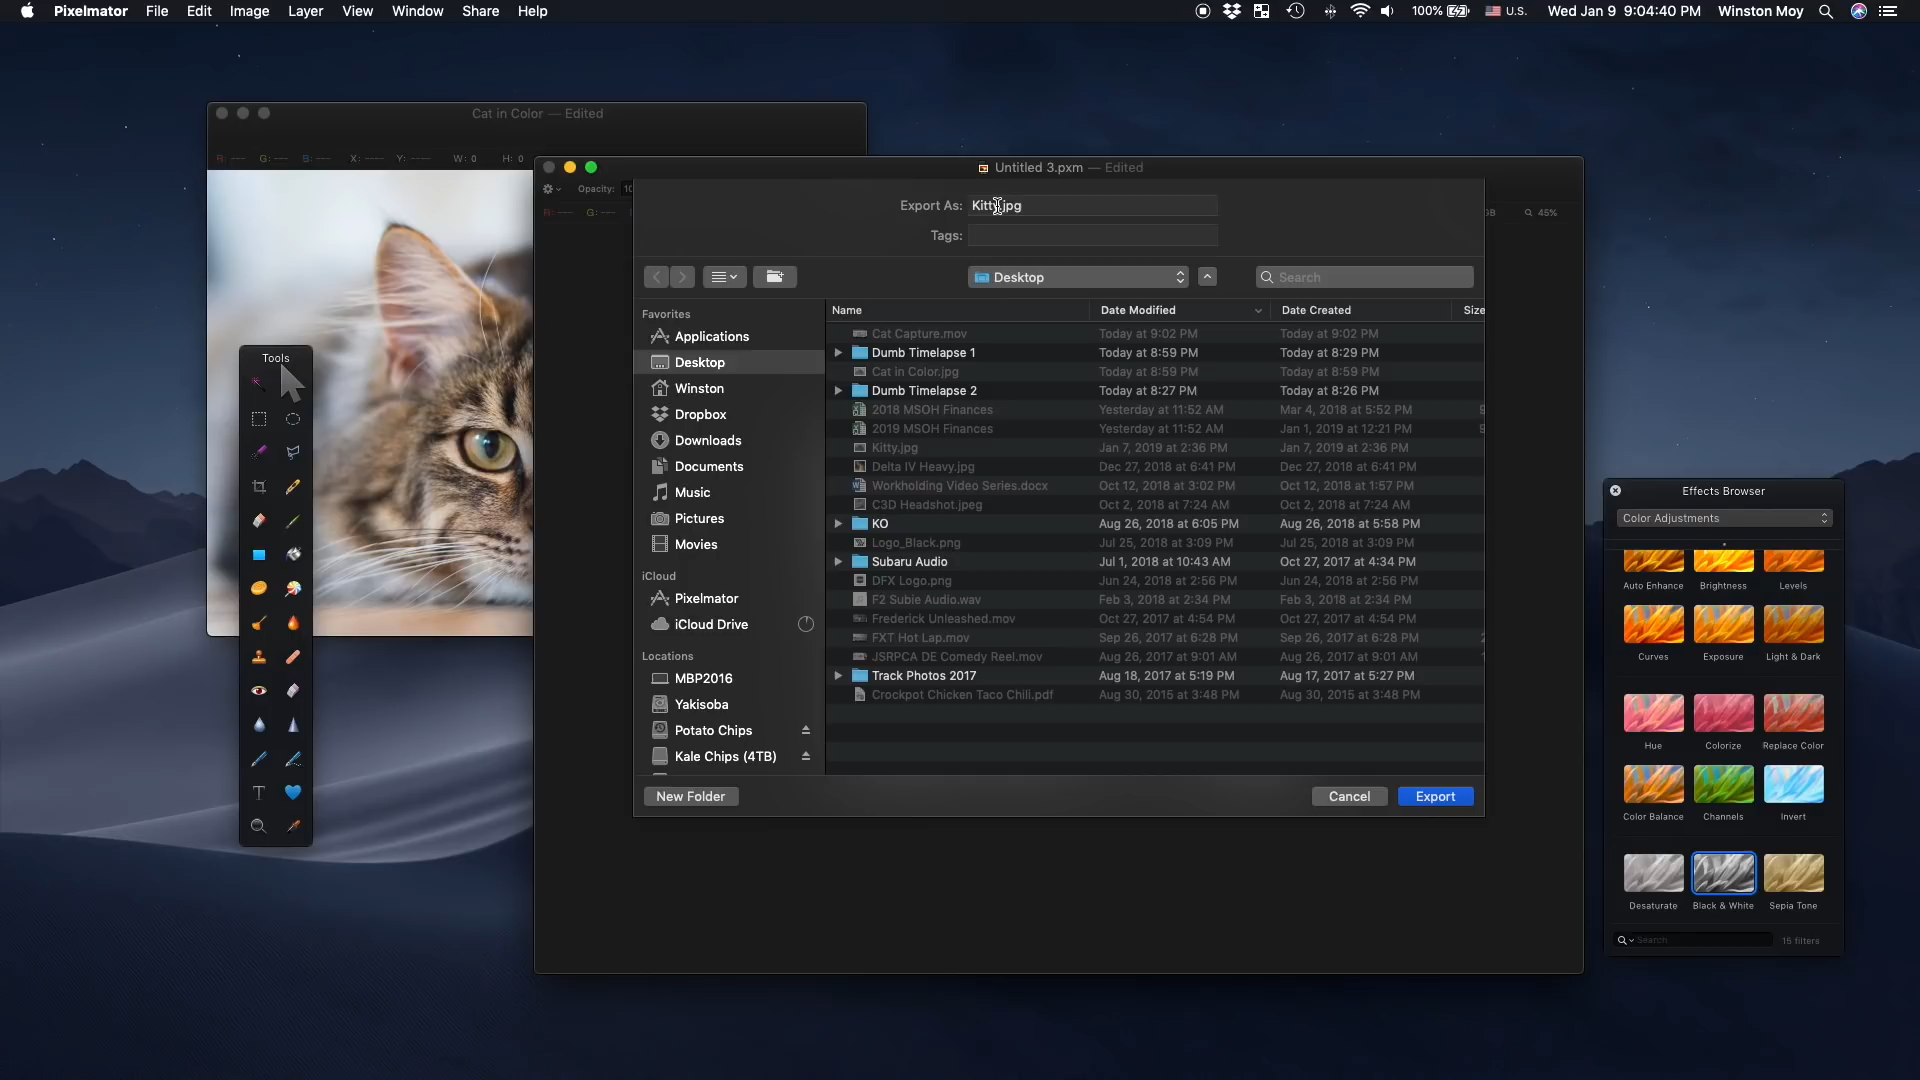 Pixelmator File Edit Image Layer View Window Share Help 100% U.S. Wed Jan 9 9:04:40 PM Winston Moy
Cat in Color — Edited
R: --- G: --- B: --- X: --- Y: --- W: 0 H: 0
Untitled 3.pxm — Edited
Opacity:
R: --- G: --- 45%
Export As: Kitty.jpg
Tags:
Desktop
Search
Favorites
Applications
Desktop
Winston
Dropbox
Downloads
Documents
Music
Pictures
Movies
iCloud
Pixelmator
iCloud Drive
Locations
MBP2016
Yakisoba
Potato Chips
Kale Chips (4TB)
Name Date Modified Date Created Size
Cat Capture.mov Today at 9:02 PM Today at 9:02 PM
Dumb Timelapse 1 Today at 8:59 PM Today at 8:29 PM
Cat in Color.jpg Today at 8:59 PM Today at 8:59 PM
Dumb Timelapse 2 Today at 8:27 PM Today at 8:26 PM
2018 MSOH Finances Yesterday at 11:52 AM Mar 4, 2018 at 5:52 PM
2019 MSOH Finances Yesterday at 11:52 AM Jan 1, 2019 at 12:21 PM
Kitty.jpg Jan 7, 2019 at 2:36 PM Jan 7, 2019 at 2:36 PM
Delta IV Heavy.jpg Dec 27, 2018 at 6:41 PM Dec 27, 2018 at 6:41 PM
Workholding Video Series.docx Oct 12, 2018 at 3:02 PM Oct 12, 2018 at 1:57 PM
C3D Headshot.jpeg Oct 2, 2018 at 7:24 AM Oct 2, 2018 at 7:24 AM
KO Aug 26, 2018 at 6:05 PM Aug 26, 2018 at 5:58 PM
Logo_Black.png Jul 25, 2018 at 3:09 PM Jul 25, 2018 at 3:09 PM
Subaru Audio Jul 1, 2018 at 10:43 AM Oct 27, 2017 at 4:34 PM
DFX Logo.png Jun 24, 2018 at 2:56 PM Jun 24, 2018 at 2:56 PM
F2 Subie Audio.wav Feb 3, 2018 at 2:34 PM Feb 3, 2018 at 2:34 PM
Frederick Unleashed.mov Oct 27, 2017 at 4:54 PM Oct 27, 2017 at 4:54 PM
FXT Hot Lap.mov Sep 26, 2017 at 6:28 PM Sep 26, 2017 at 6:28 PM
JSRPCA DE Comedy Reel.mov Aug 26, 2017 at 9:01 AM Aug 26, 2017 at 9:01 AM
Track Photos 2017 Aug 18, 2017 at 5:19 PM Aug 17, 2017 at 5:27 PM
Crockpot Chicken Taco Chili.pdf Aug 30, 2015 at 3:48 PM Aug 30, 2015 at 3:48 PM
New Folder Cancel Export
Tools
T
Effects Browser
Color Adjustments
Auto Enhance Brightness Levels
Curves Exposure Light & Dark
Hue Colorize Replace Color
Color Balance Channels Invert
Desaturate Black & White Sepia Tone
Search 15 filters